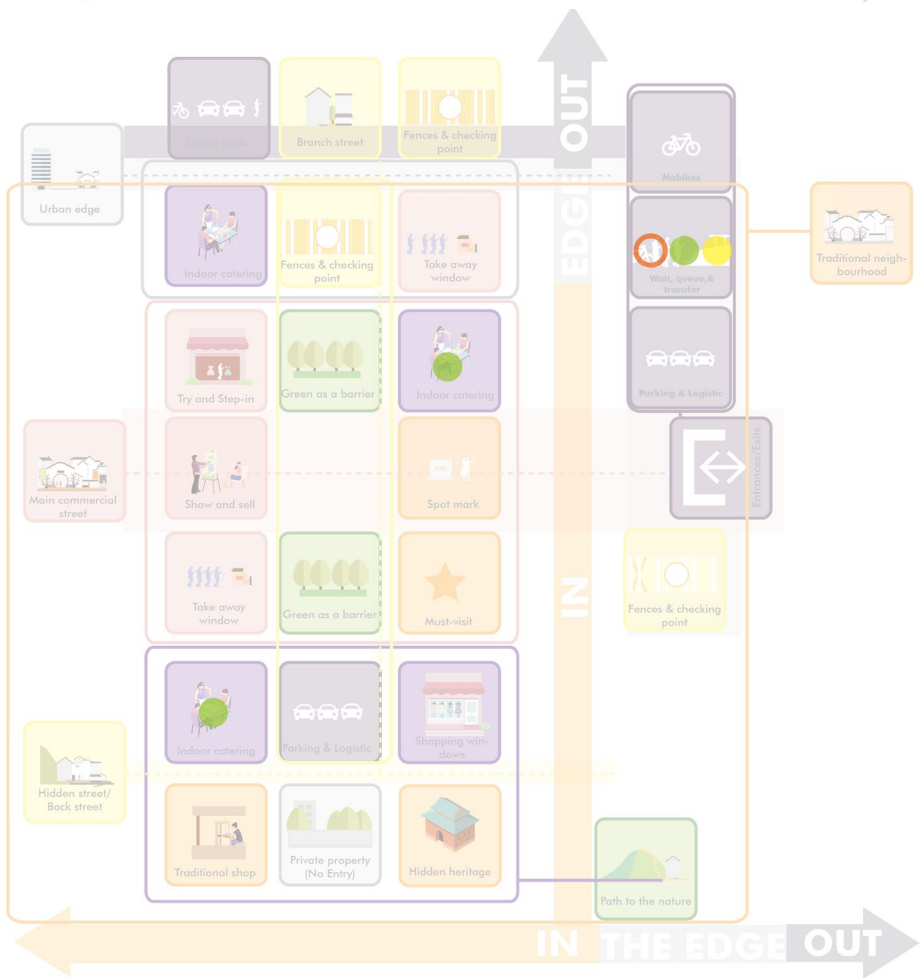 OUT
Urban traffic
Branch street
Fences & checking
point
Mobikes
Urban edge
EDGE
Indoor catering
Fences & checking
point
Take away
window
Wait, queue,&
transfer
Traditional neigh-
bourhood
Try and Step-in
Green as a barrier
Indoor catering
Parking & Logistic
Main commercial
street
Show and sell
Spot mark
Entrances/Exits
IN
Take away
window
Green as a barrier
Must-visit
Fences & checking
point
Indoor catering
Parking & Logistic
Shopping win-
dows
Hidden street/
Back street
Traditional shop
Private property
(No Entry)
Hidden heritage
Path to the nature
IN THE EDGE OUT